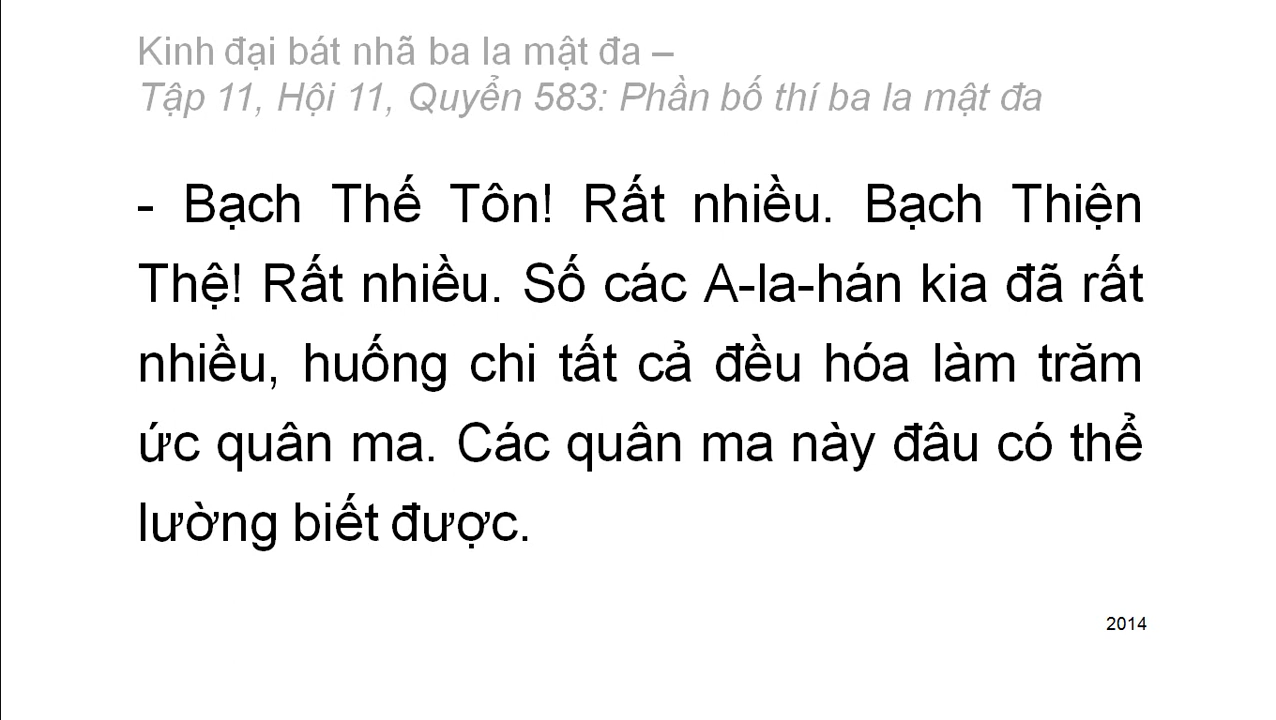 Kinh đại bát nhã ba la mật đa –
Tập 11, Hội 11, Quyển 583: Phần bố thí ba la mật đa
- Bạch Thế Tôn! Rất nhiều. Bạch Thiện
Thệ! Rất nhiều. Số các A-la-hán kia đã rất
nhiều, huống chi tất cả đều hóa làm trăm
ức quân ma. Các quân ma này đâu có thể
lường biết được.
2014